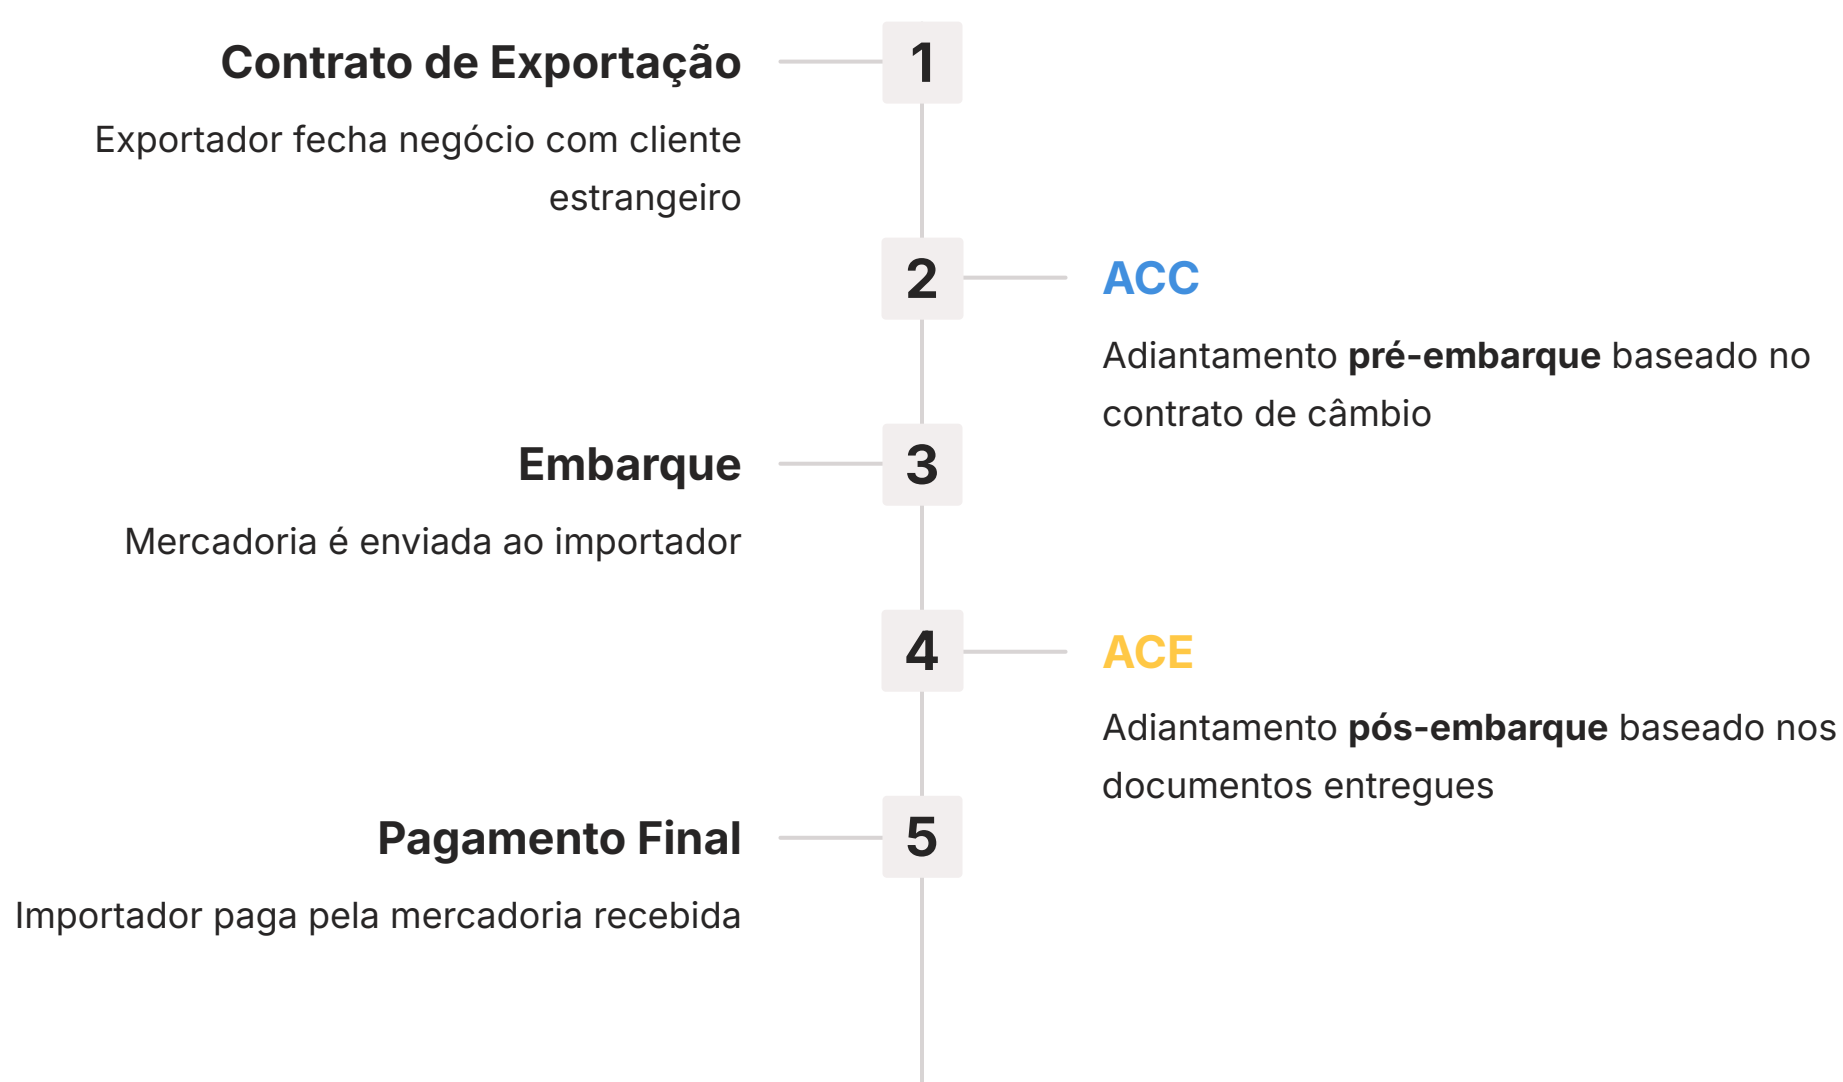 1
Contrato de Exportação
Exportador fecha negócio com cliente
estrangeiro
2
ACC
Adiantamento pré-embarque baseado no
contrato de câmbio
3
Embarque
Mercadoria é enviada ao importador
4
ACE
Adiantamento pós-embarque baseado nos
documentos entregues
5
Pagamento Final
Importador paga pela mercadoria recebida